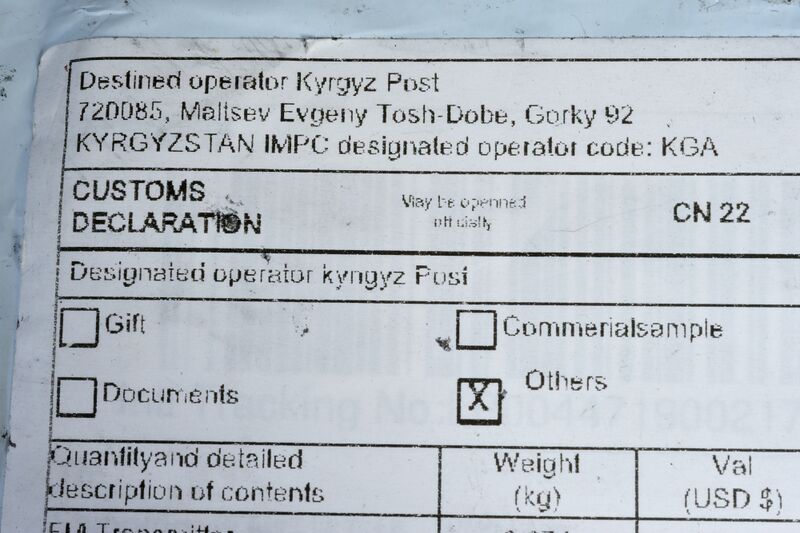 Destined operator Kyrgyz Post
720085, Maltsev Evgeny Tosh-Dobe, Gorky 92
KYRGYZSTAN IMPC designated operator code: KGA
CUSTOMS
DECLARATION
May be openned
officially
CN 22
Designated operator kyngyz Post
Gift
Commerialsample
Documents
X
Others
Quantityand detailed
description of contents
Weight
(kg)
Val
(USD $)
Transmitter